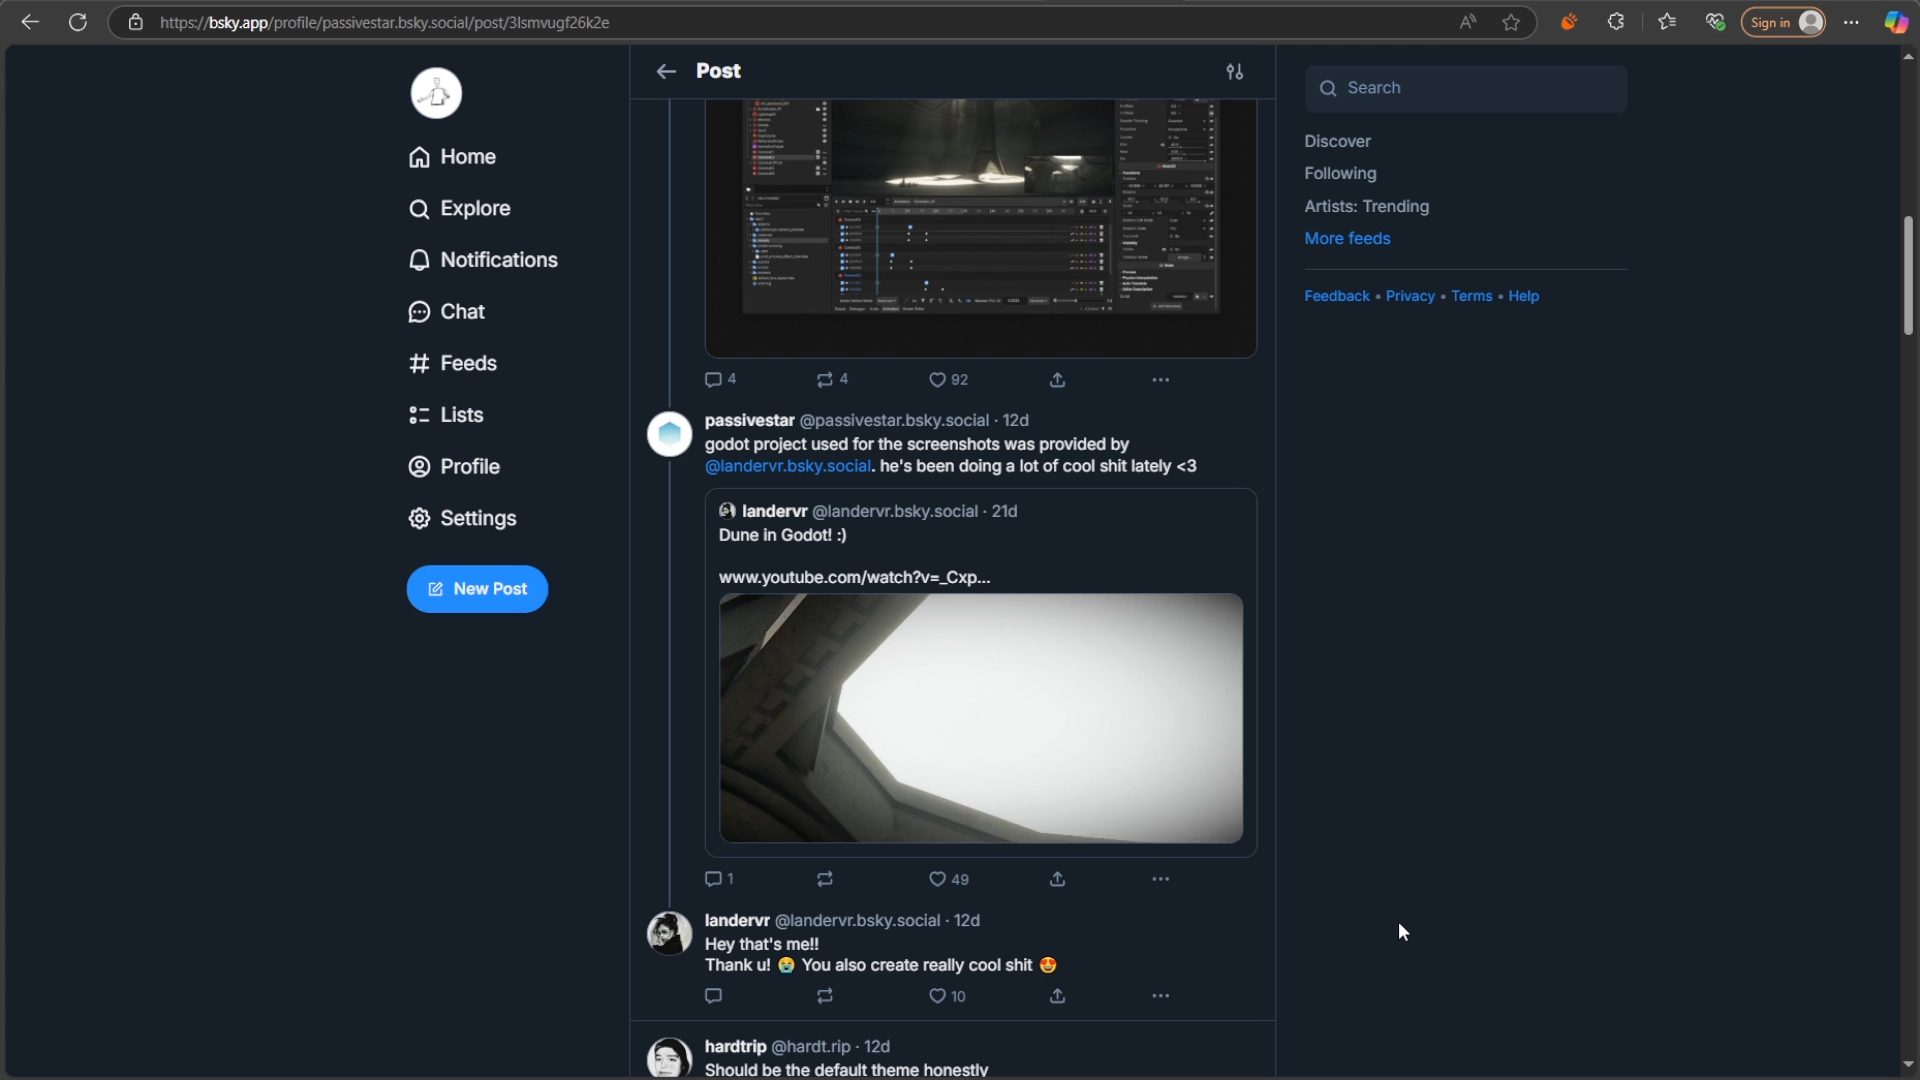 https://bsky.app/profile/passivestar.bsky.social/post/3lsmvugf26k2e
Sign in
Home
Explore
Notifications
Chat
Feeds
Lists
Profile
Settings
New Post
Post
4
4
92
passivestar @passivestar.bsky.social · 12d
godot project used for the screenshots was provided by
@landervr.bsky.social. he's been doing a lot of cool shit lately <3
landervr @landervr.bsky.social · 21d
Dune in Godot! :)
www.youtube.com/watch?v=_Cxp...
1
49
landervr @landervr.bsky.social · 12d
Hey that's me!!
Thank u! 😭 You also create really cool shit 😍
10
hardtrip @hardt.rip · 12d
Should be the default theme honestly
Search
Discover
Following
Artists: Trending
More feeds
Feedback • Privacy • Terms • Help